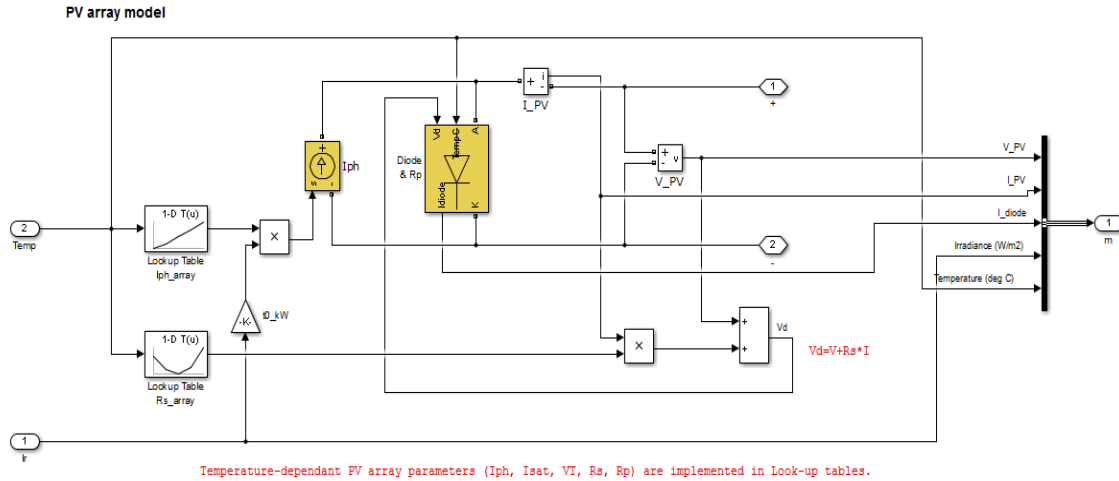 PV array model
+ i
-
I_PV
1
+
Vd
TempC
A
Diode
& Rp
Idiode
K
+
s
-
Iph
+
- v
V_PV
V_PV
I_PV
I_diode
Irradiance (W/m2)
Temperature (deg C)
1
m
2
Temp
1-D T(u)
Lookup Table
Iph_array
X
2
-
-K-
t0_kW
1-D T(u)
Lookup Table
Rs_array
X
+
+
Vd
Vd=V+Rs*I
1
Ir
Temperature-dependant PV array parameters (Iph, Isat, VT, Rs, Rp) are implemented in Look-up tables.